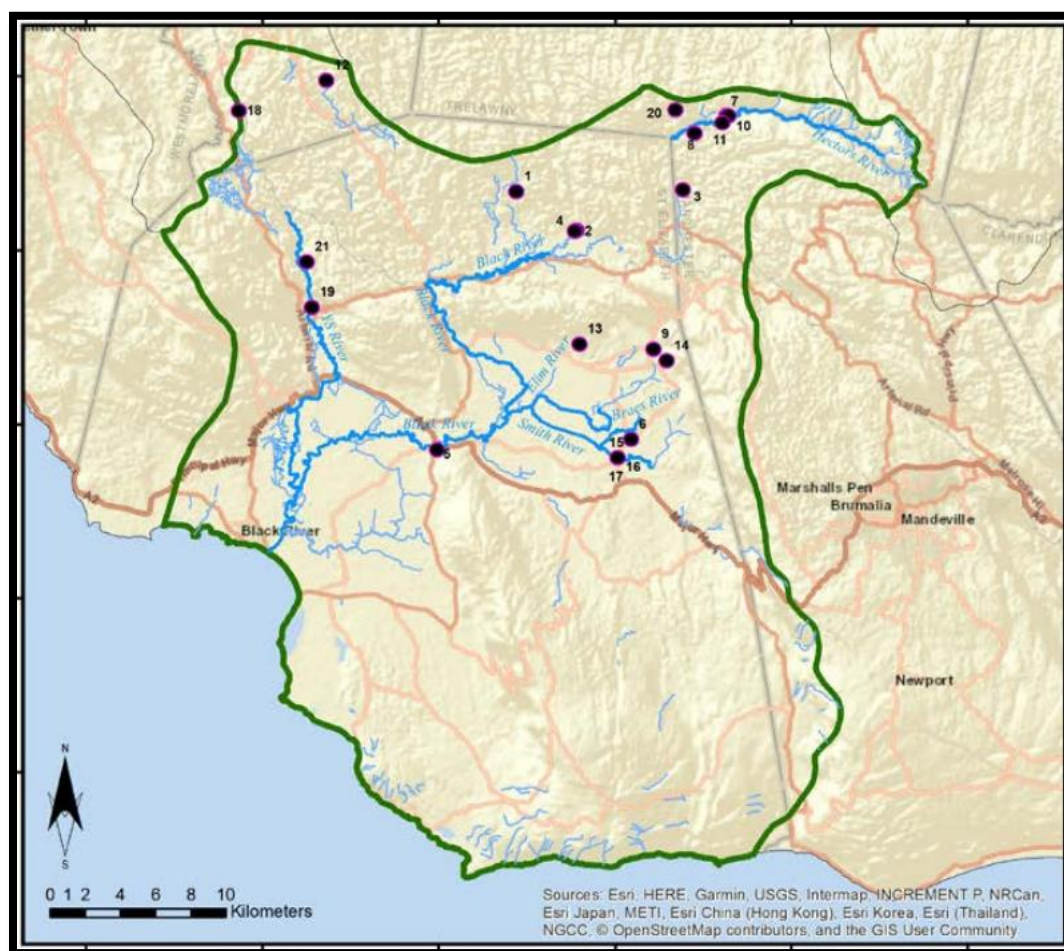 12
18
TRELAWNY
20
7
10
11
8
Hectors River
3
1
4
2
CLARENDON
Black River
21
19
YS River
Black River
13
9
14
Elim River
Braes River
6
Smith River
15
16
17
Black River
5
A2
Marshalls Pen
Brumalia
Mandeville
Black River
Newport
N
S
0 1 2 4 6 8 10
Kilometers
Sources: Esri, HERE, Garmin, USGS, Intermap, INCREMENT P, NRCan,
Esri Japan, METI, Esri China (Hong Kong), Esri Korea, Esri (Thailand),
NGCC, © OpenStreetMap contributors, and the GIS User Community